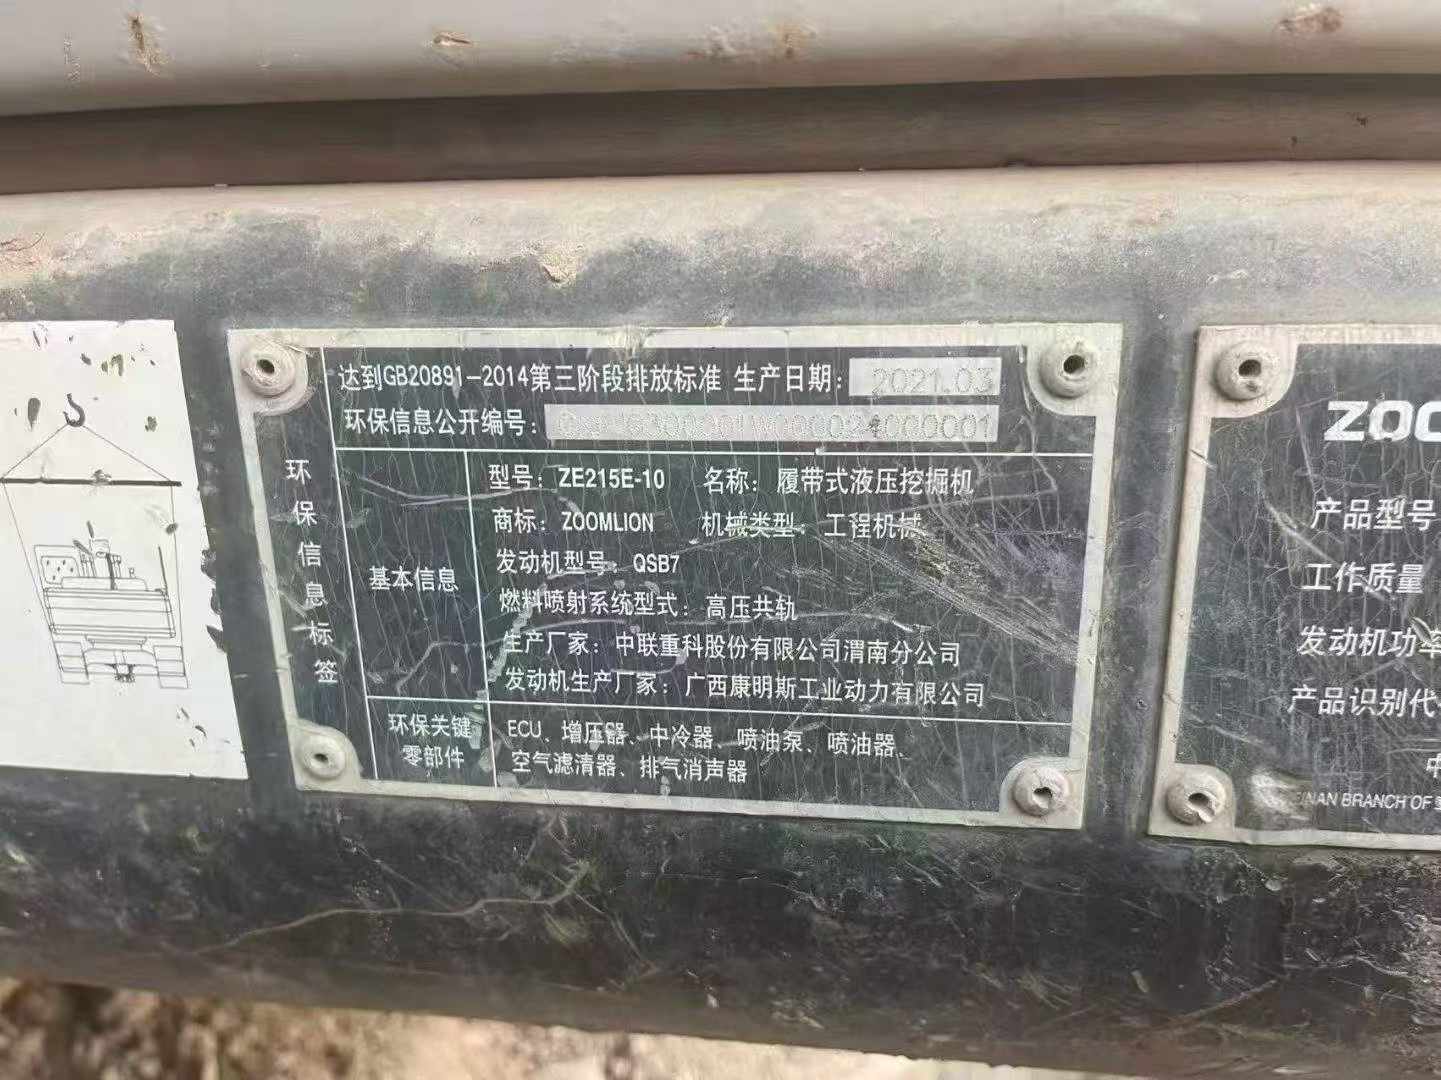 达到GB20891-2014第三阶段排放标准 生产日期: 2021.03
环保信息公开编号:
环保信息标签
基本信息
型号: ZE215E-10 名称: 履带式液压挖掘机
商标: ZOOMLION 机械类型: 工程机械
发动机型号: QSB7
燃料喷射系统型式: 高压共轨
生产厂家: 中联重科股份有限公司渭南分公司
发动机生产厂家: 广西康明斯工业动力有限公司
环保关键零部件
ECU、增压器、中冷器、喷油泵、喷油器、
空气滤清器、排气消声器
ZOO
产品型号
工作质量
发动机功率
产品识别代
中
NAN BRANCH OF